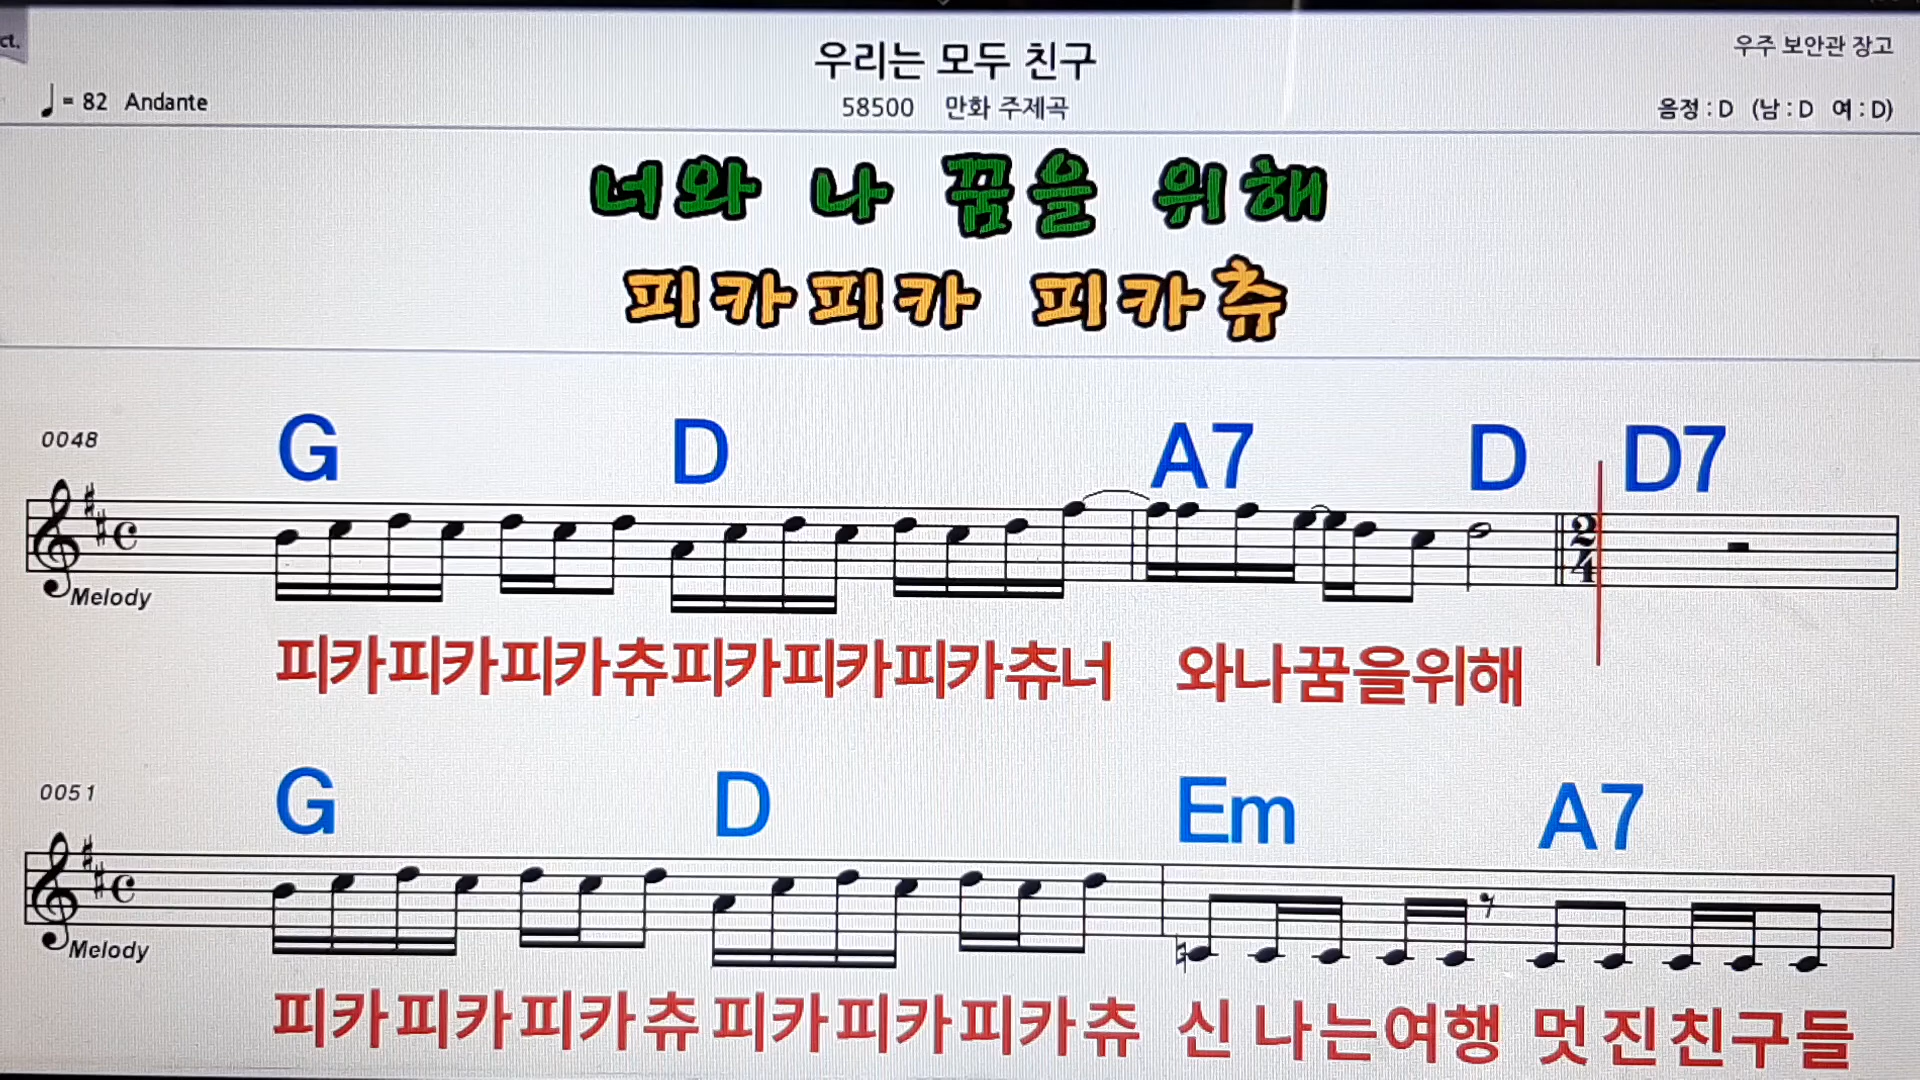 ct.
우리는 모두 친구
우주 보안관 장고
♩= 82 Andante
58500 만화 주제곡
음정 : D (남 : D 여 : D)
너와 나 꿈을 위해
피카피카 피카츄
0048
G D A7 D D7
2
4
Melody
피카피카피카츄피카피카피카츄너 와나꿈을위해
0051
G D Em A7
Melody
피카피카피카츄피카피카피카츄 신나는여행 멋진친구들